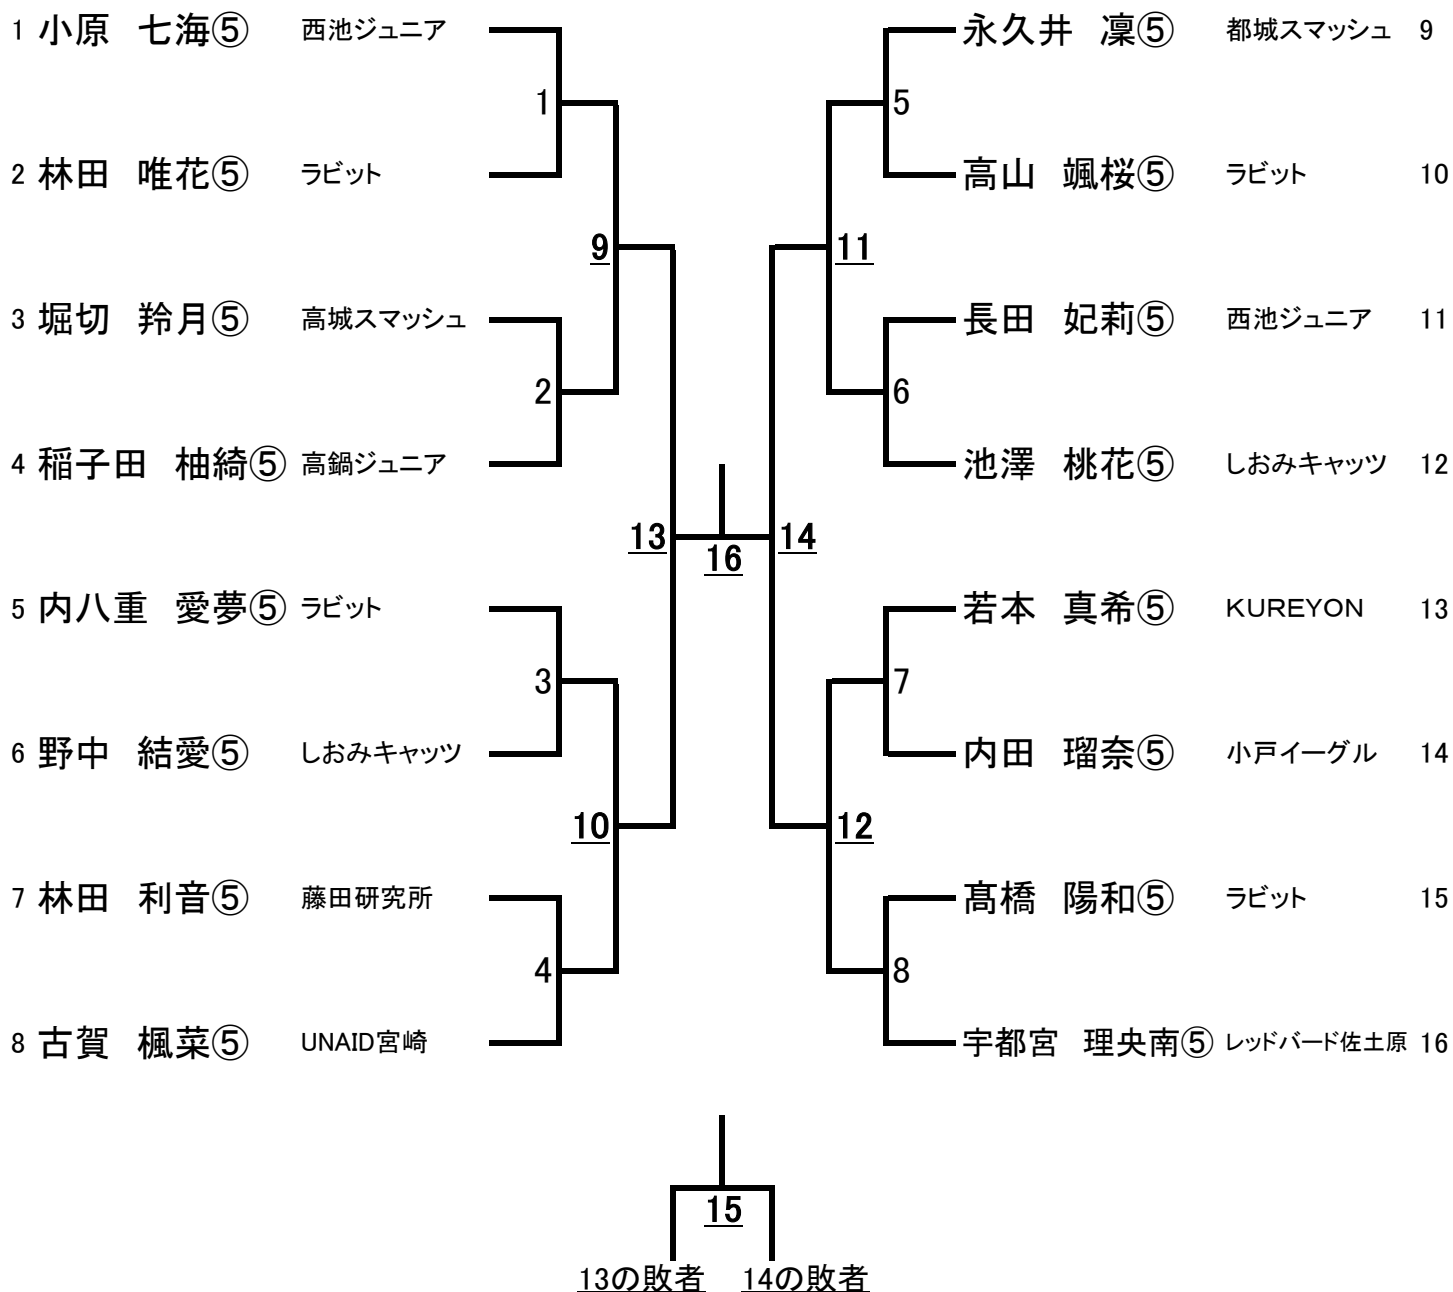 1 小原　七海⑤ 西池ジュニア
1
2 林田　唯花⑤ ラビット
9
3 堀切　羚月⑤ 高城スマッシュ
2
4 稲子田　柚綺⑤ 高鍋ジュニア
13
5 内八重　愛夢⑤ ラビット
3
6 野中　結愛⑤ しおみキャッツ
10
7 林田　利音⑤ 藤田研究所
4
8 古賀　楓菜⑤ UNAID宮崎
16
永久井　凜⑤ 都城スマッシュ 9
5
高山　颯桜⑤ ラビット 10
11
長田　妃莉⑤ 西池ジュニア 11
6
池澤　桃花⑤ しおみキャッツ 12
14
若本　真希⑤ KUREYON 13
7
内田　瑠奈⑤ 小戸イーグル 14
12
髙橋　陽和⑤ ラビット 15
8
宇都宮　理央南⑤ レッドバード佐土原 16
15
13の敗者 14の敗者